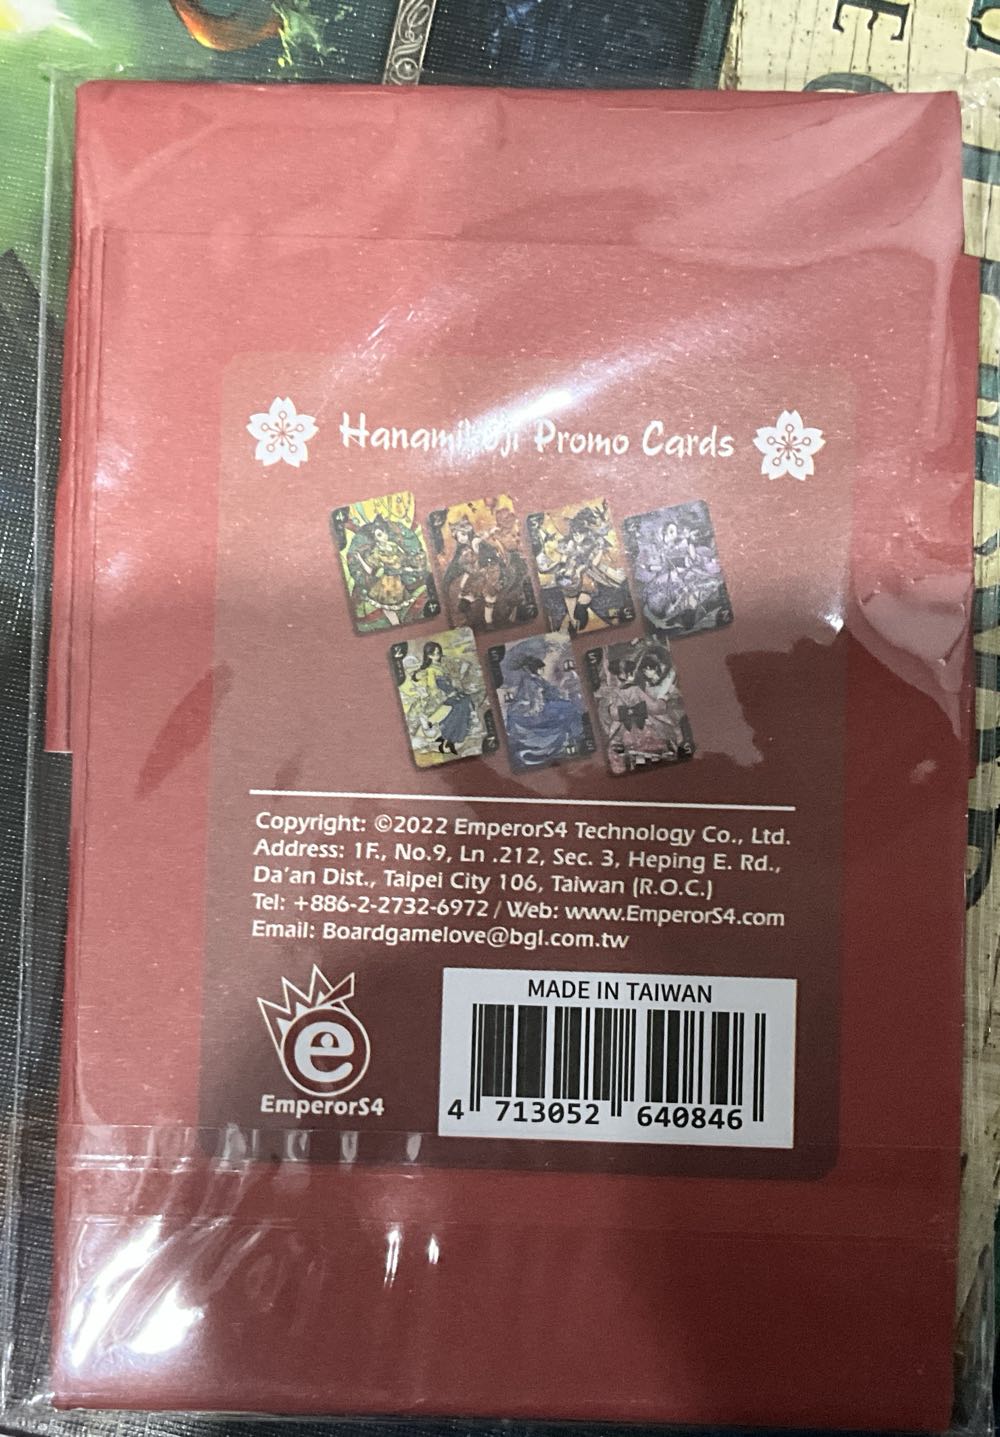 Hanamikoji Promo Cards
Copyright: ©2022 EmperorS4 Technology Co., Ltd.
Address: 1F., No.9, Ln .212, Sec. 3, Heping E. Rd.,
Da'an Dist., Taipei City 106, Taiwan (R.O.C.)
Tel: +886-2-2732-6972 / Web: www.EmperorS4.com
Email: Boardgamelove@bgl.com.tw
e
EmperorS4
MADE IN TAIWAN
4 713052 640846